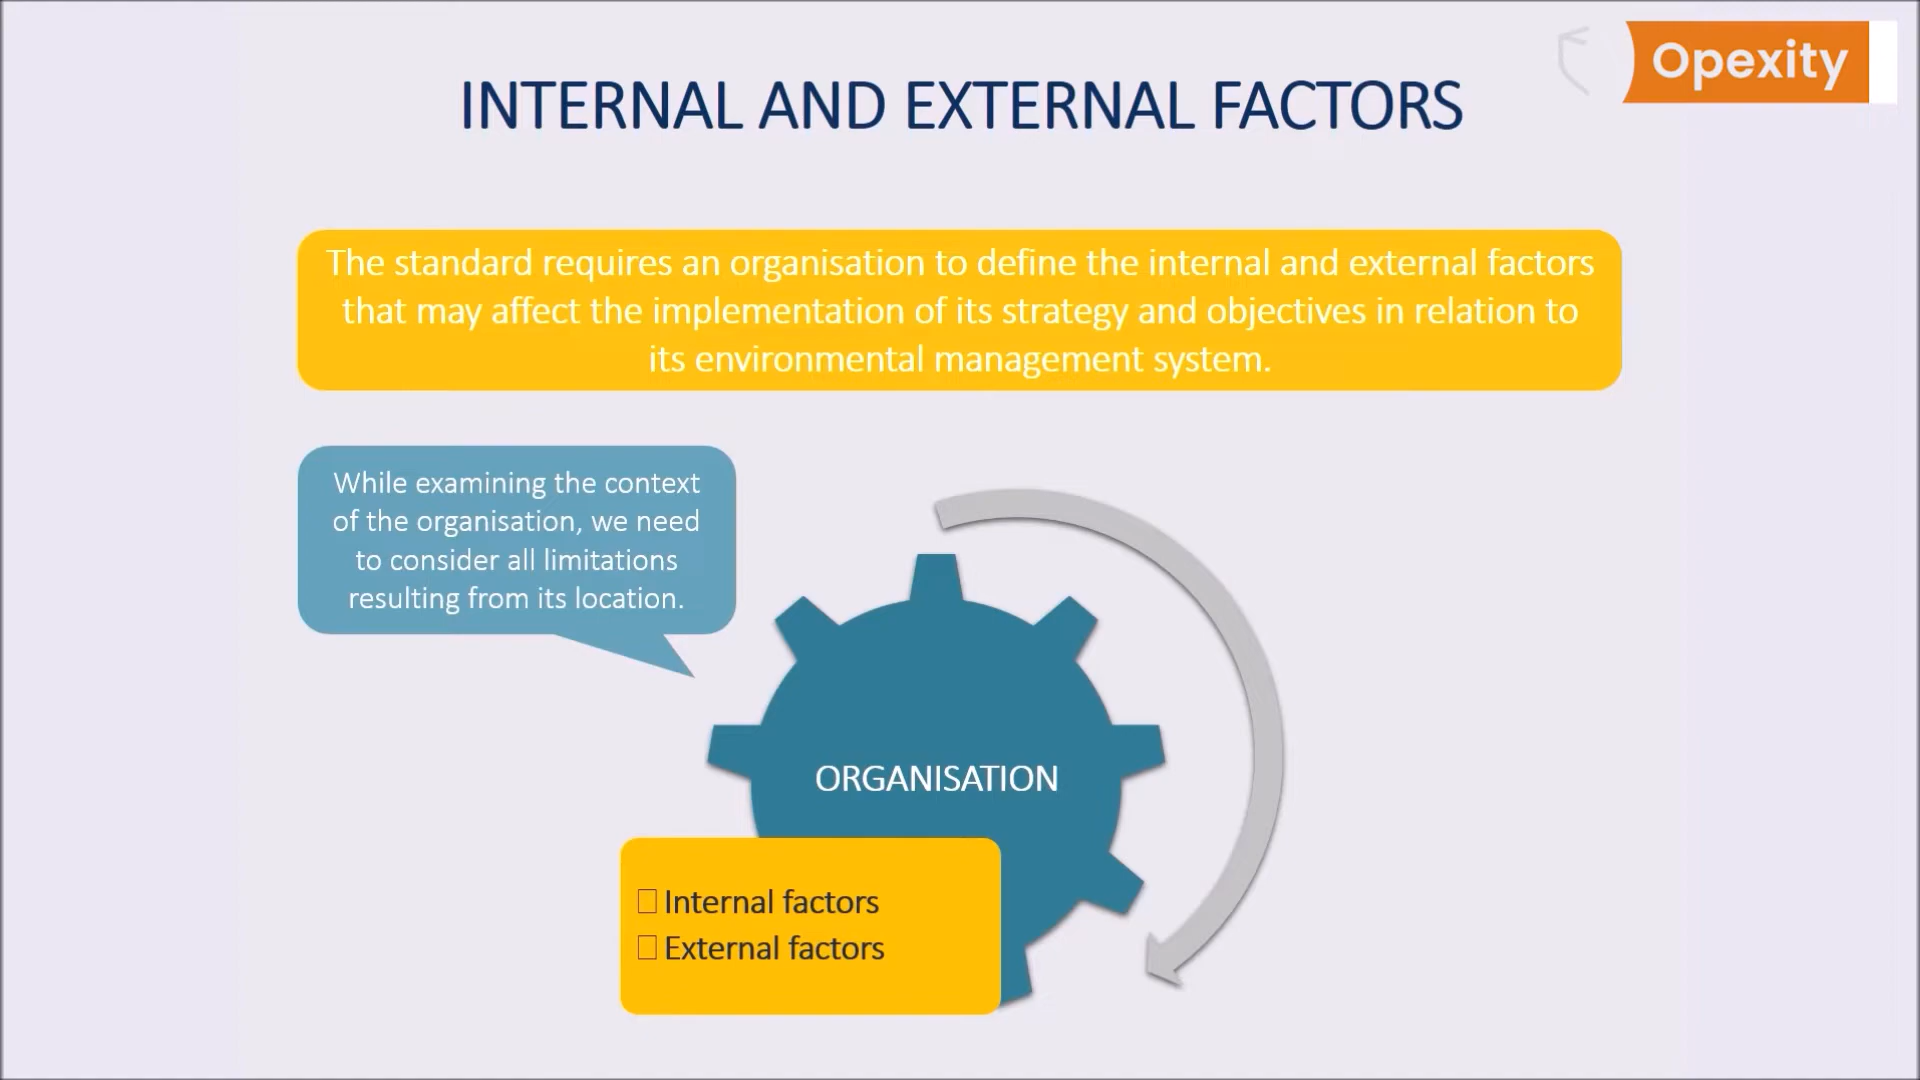 Opexity
INTERNAL AND EXTERNAL FACTORS
The standard requires an organisation to define the internal and external factors
that may affect the implementation of its strategy and objectives in relation to
its environmental management system.
While examining the context
of the organisation, we need
to consider all limitations
resulting from its location.
ORGANISATION
Internal factors
External factors